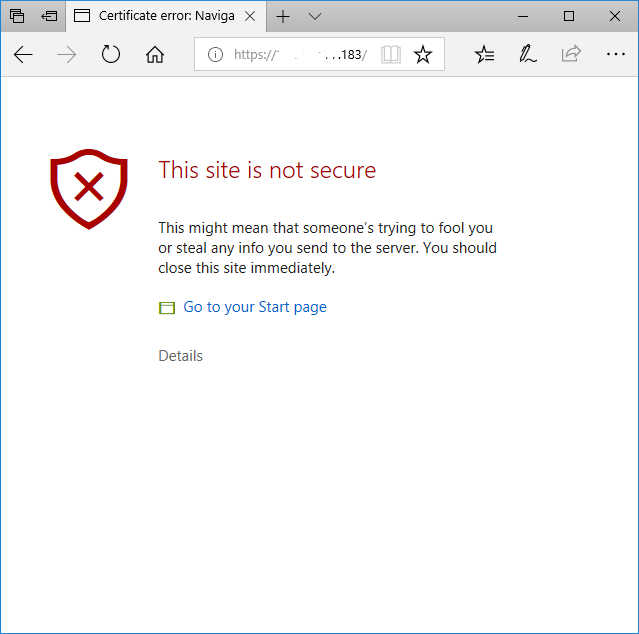 Certificate error: Naviga
https://
.183/
This site is not secure
This might mean that someone's trying to fool you
or steal any info you send to the server. You should
close this site immediately.
Go to your Start page
Details